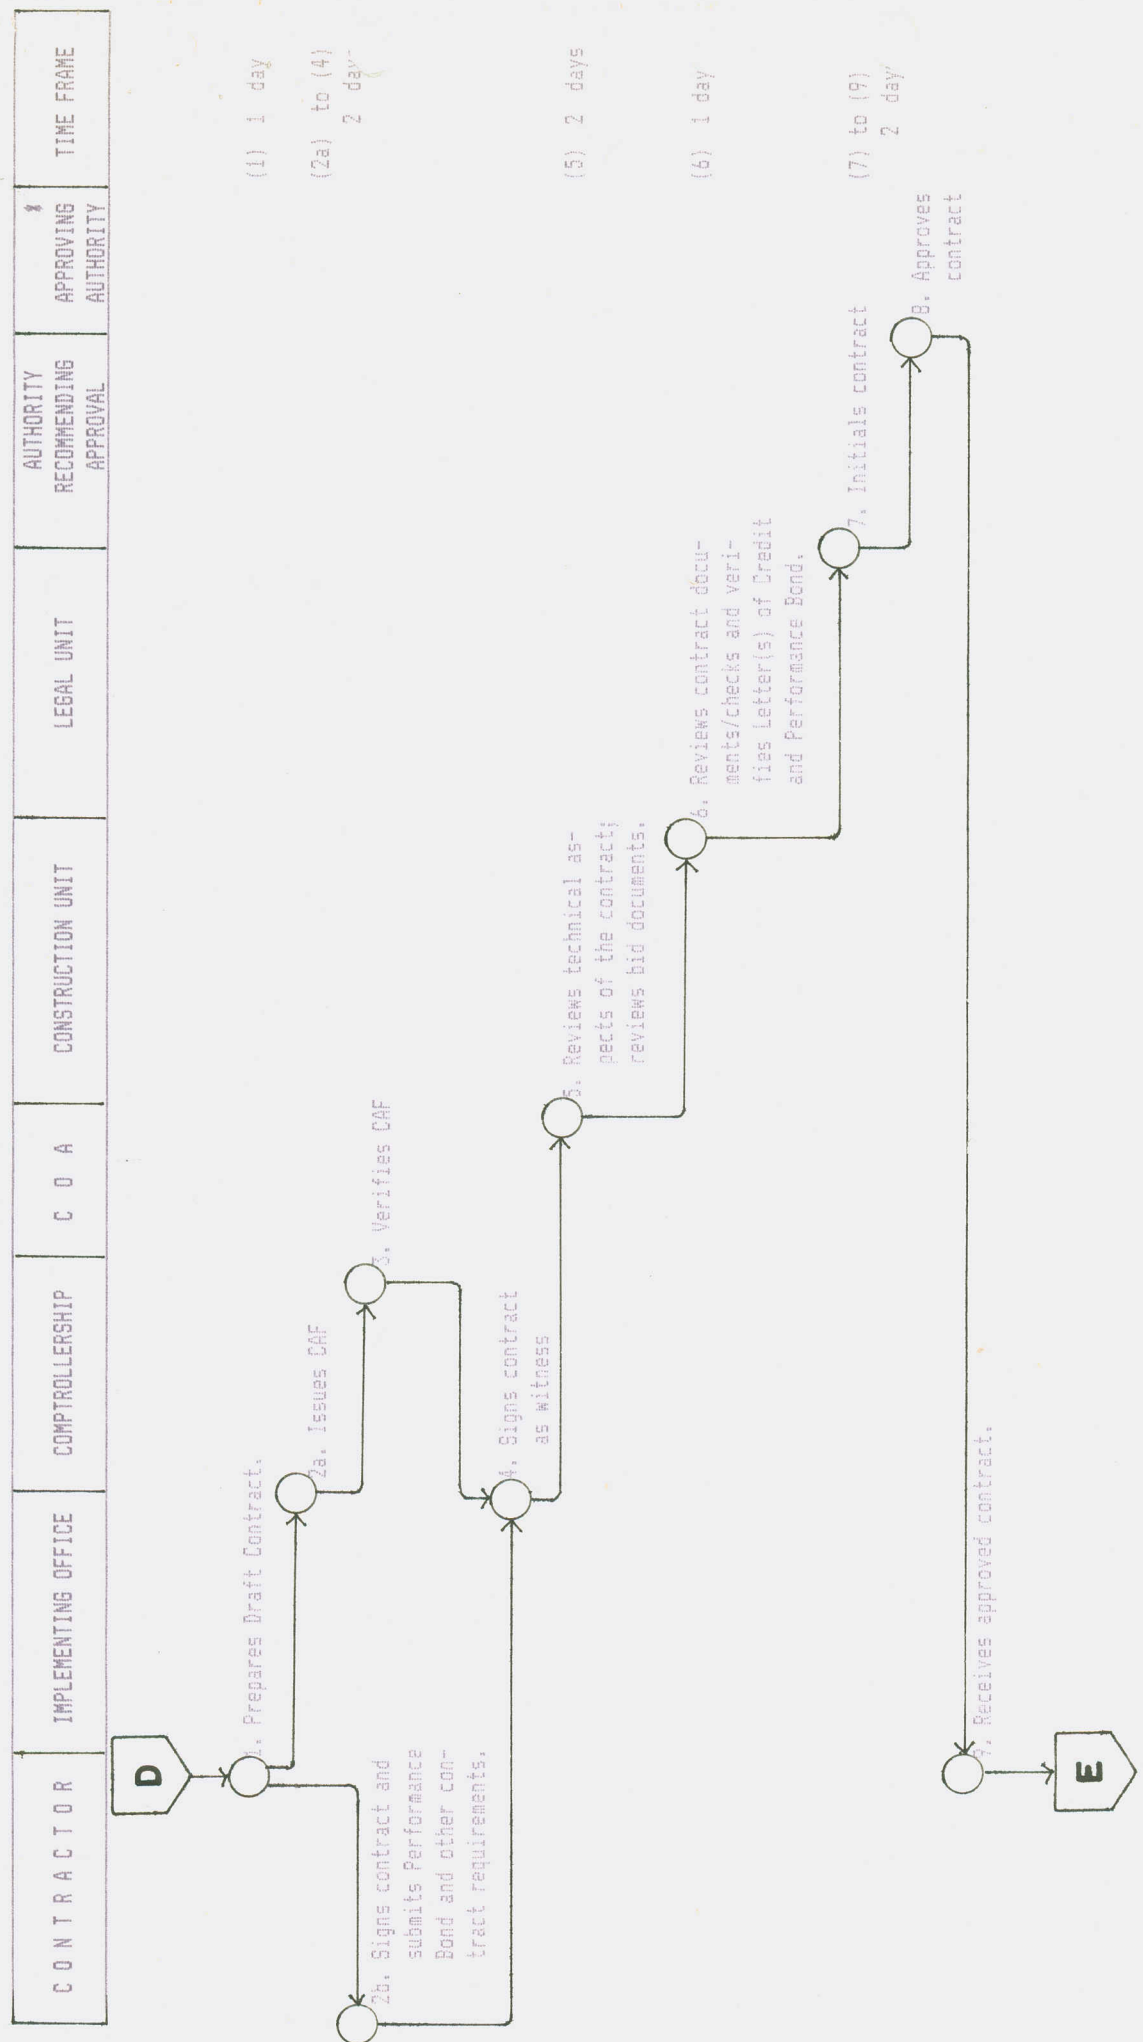 C O N T R A C T O R
IMPLEMENTING OFFICE
COMPTROLLERSHIP
C O A
CONSTRUCTION UNIT
LEGAL UNIT
AUTHORITY
RECOMMENDING
APPROVAL
*
APPROVING
AUTHORITY
TIME FRAME
D
1. Prepares Draft Contract.
(1) 1 day
2a. Issues CAF
(2a) to (4)
2 day
2b. Signs contract and
submits Performance
Bond and other con-
tract requirements.
3. Verifies CAF
4. Signs contract
as witness
5. Reviews technical as-
pects of the contract;
reviews bid documents.
(5) 2 days
6. Reviews contract docu-
ments/checks and veri-
fies Letter(s) of Credit
and Performance Bond.
(6) 1 day
7. Initials contract
(7) to (9)
2 day
8. Approves
contract
9. Receives approved contract.
E